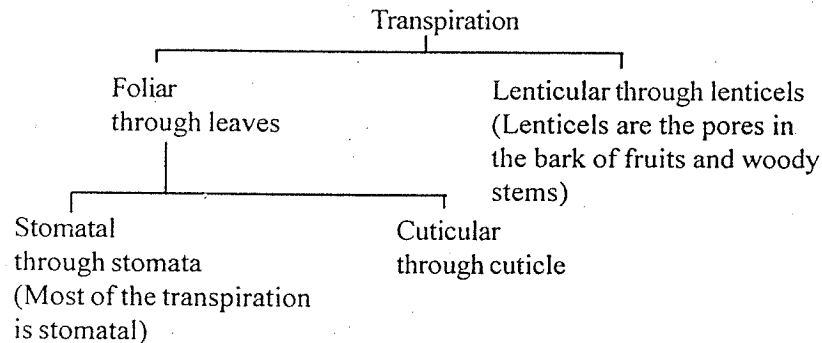 Transpiration
Foliar
through leaves
Lenticular through lenticels
(Lenticels are the pores in
the bark of fruits and woody
stems)
Stomatal
through stomata
(Most of the transpiration
is stomatal)
Cuticular
through cuticle